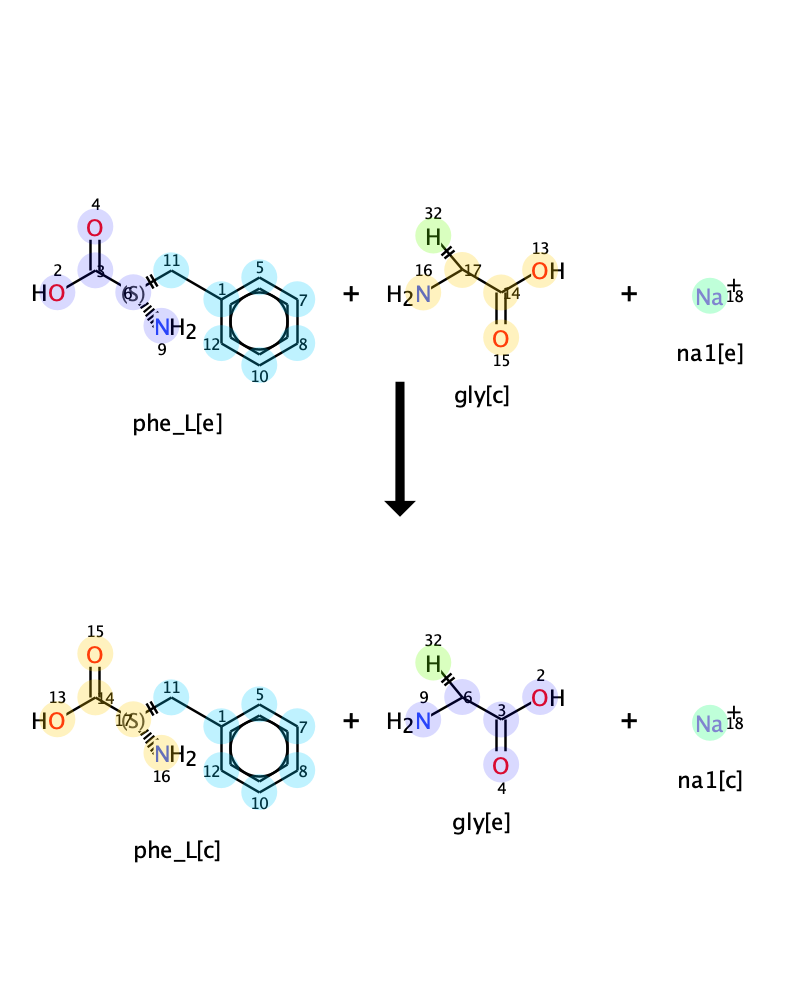 4
O
2
HO
3
6
(S)
11
NH2
9
1
5
7
8
10
12
+
32
H
16
H2N
17
14
13
OH
O
15
+
Na+
18
phe_L[e]
gly[c]
na1[e]
15
O
13
HO
14
17
(S)
11
NH2
16
1
5
7
8
10
12
+
32
H
9
H2N
6
3
2
OH
O
4
+
Na+
18
phe_L[c]
gly[e]
na1[c]